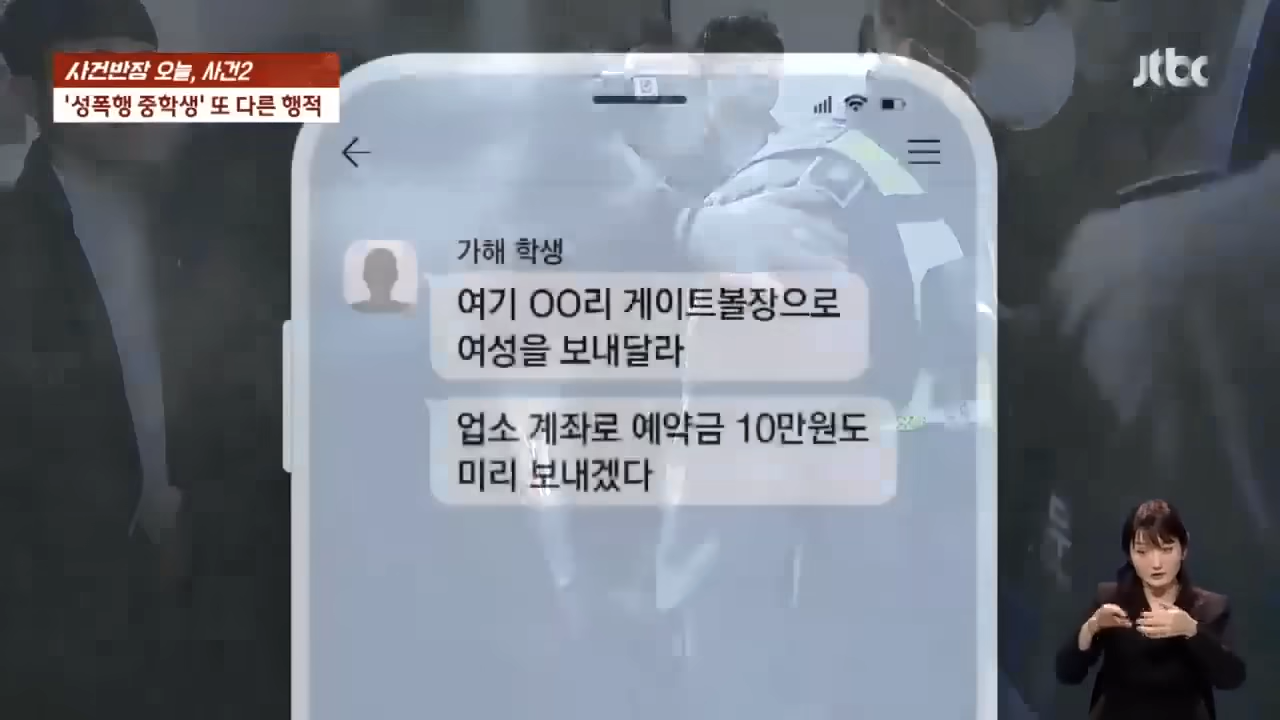 사건반장 오늘, 사건2
'성폭행 중학생' 또 다른 행적
jtbc
가해 학생
여기 OO리 게이트볼장으로
여성을 보내달라
업소 계좌로 예약금 10만원도
미리 보내겠다